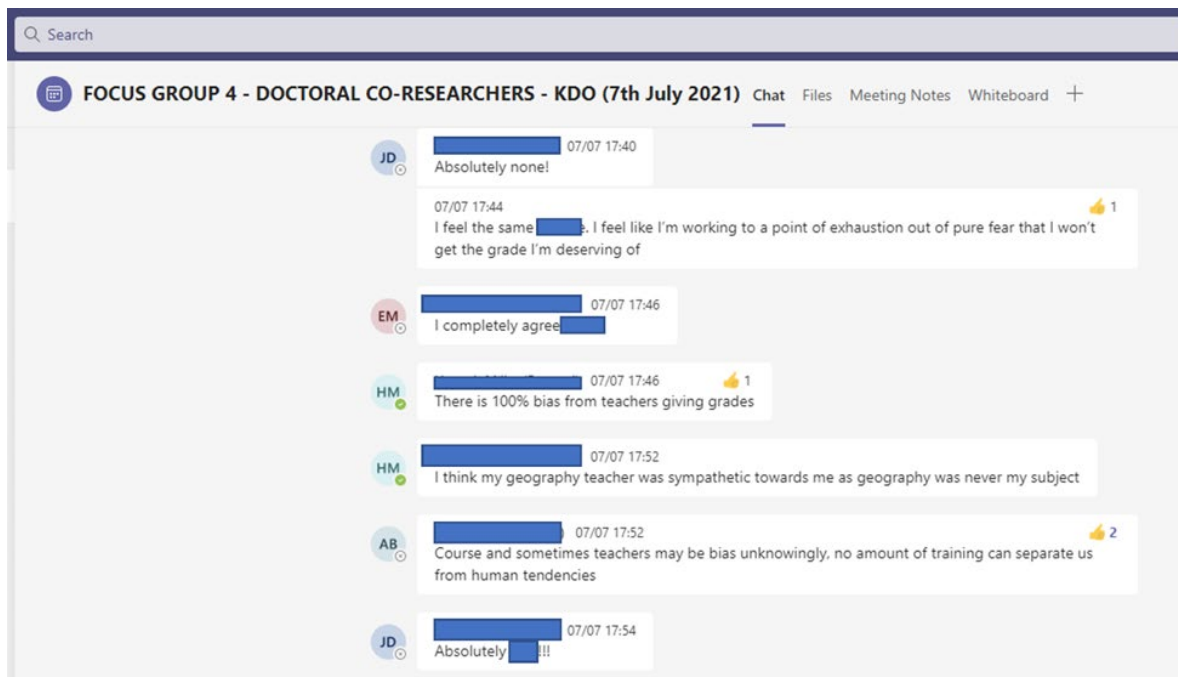 Search
FOCUS GROUP 4 - DOCTORAL CO-RESEARCHERS - KDO (7th July 2021) Chat Files Meeting Notes Whiteboard
JD
07/07 17:40
Absolutely none!
07/07 17:44 1
I feel the same . I feel like I'm working to a point of exhaustion out of pure fear that I won't
get the grade I'm deserving of
EM
07/07 17:46
I completely agree
HM
07/07 17:46 1
There is 100% bias from teachers giving grades
HM
07/07 17:52
I think my geography teacher was sympathetic towards me as geography was never my subject
AB
07/07 17:52 2
Course and sometimes teachers may be bias unknowingly, no amount of training can separate us
from human tendencies
JD
07/07 17:54
Absolutely !!!